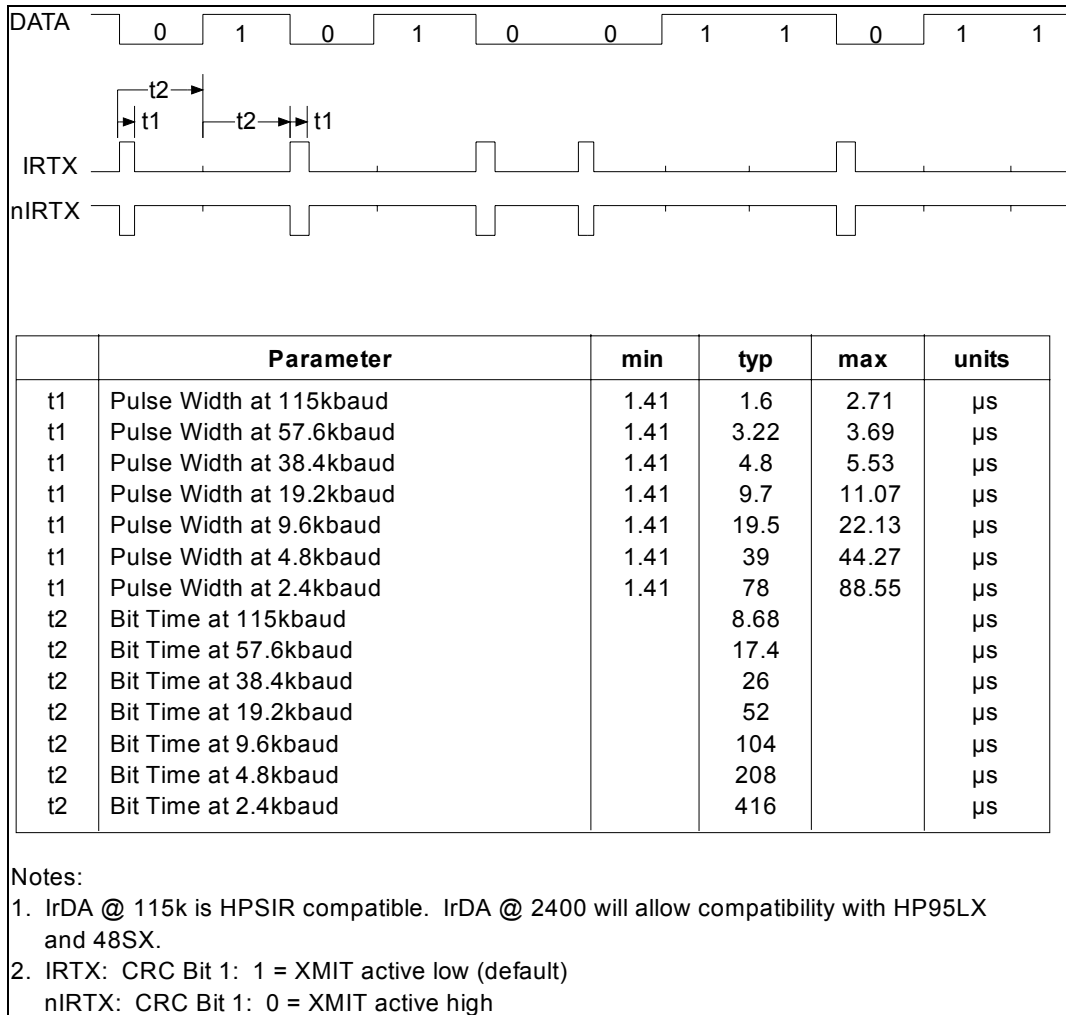 DATA 0 1 0 1 0 0 1 1 0 1 1
t2
t1 t2 t1
IRTX
nIRTX
Parameter min typ max units
t1 Pulse Width at 115kbaud 1.41 1.6 2.71 µs
t1 Pulse Width at 57.6kbaud 1.41 3.22 3.69 µs
t1 Pulse Width at 38.4kbaud 1.41 4.8 5.53 µs
t1 Pulse Width at 19.2kbaud 1.41 9.7 11.07 µs
t1 Pulse Width at 9.6kbaud 1.41 19.5 22.13 µs
t1 Pulse Width at 4.8kbaud 1.41 39 44.27 µs
t1 Pulse Width at 2.4kbaud 1.41 78 88.55 µs
t2 Bit Time at 115kbaud 8.68 µs
t2 Bit Time at 57.6kbaud 17.4 µs
t2 Bit Time at 38.4kbaud 26 µs
t2 Bit Time at 19.2kbaud 52 µs
t2 Bit Time at 9.6kbaud 104 µs
t2 Bit Time at 4.8kbaud 208 µs
t2 Bit Time at 2.4kbaud 416 µs
Notes:
1. IrDA @ 115k is HPSIR compatible. IrDA @ 2400 will allow compatibility with HP95LX
and 48SX.
2. IRTX: CRC Bit 1: 1 = XMIT active low (default)
nIRTX: CRC Bit 1: 0 = XMIT active high